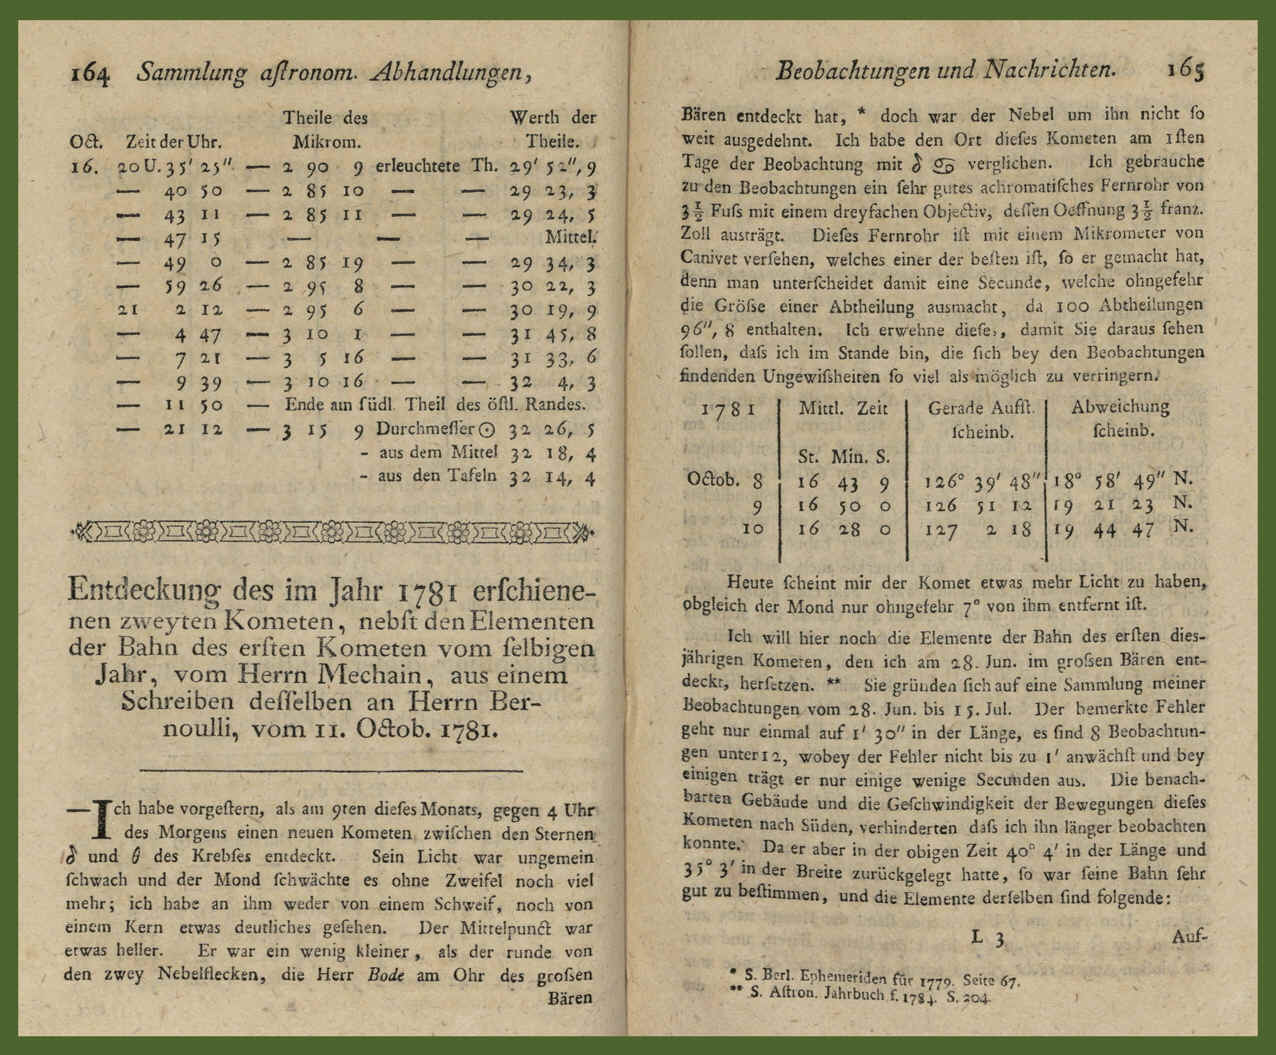 164 Sammlung aſtronom. Abhandlungen,
Theile des Werth der
Oct. Zeit der Uhr. Mikrom. Theile.
16. 20 U. 35' 25" — 2 90 9 erleuchtete Th. 29' 52", 9
— 40 50 — 2 85 10 — — 29 23, 3
— 43 11 — 2 85 11 — — 29 24, 5
— 47 15 — — — Mittel.
— 49 0 — 2 85 19 — — 29 34, 3
— 59 26 — 2 95 8 — — 30 22, 3
21 2 12 — 2 95 6 — — 30 19, 9
— 4 47 — 3 10 1 — — 31 45, 8
— 7 21 — 3 5 16 — — 31 33, 6
— 9 39 — 3 10 16 — — 32 4, 3
— 11 50 — Ende am ſüdl. Theil des öſtl. Randes.
— 21 12 — 3 15 9 Durchmeſſer ☉ 32 26, 5
- aus dem Mittel 32 18, 4
- aus den Tafeln 32 14, 4
Entdeckung des im Jahr 1781 erſchiene-
nen zweyten Kometen, nebſt den Elementen
der Bahn des erſten Kometen vom ſelbigen
Jahr, vom Herrn Mechain, aus einem
Schreiben deſſelben an Herrn Ber-
noulli, vom 11. Octob. 1781.
—Ich habe vorgeſtern, als am 9ten dieſes Monats, gegen 4 Uhr
des Morgens einen neuen Kometen zwiſchen den Sternen
δ und θ des Krebſes entdeckt. Sein Licht war ungemein
ſchwach und der Mond ſchwächte es ohne Zweifel noch viel
mehr; ich habe an ihm weder von einem Schweif, noch von
einem Kern etwas deutliches geſehen. Der Mittelpunct war
etwas heller. Er war ein wenig kleiner, als der runde von
den zwey Nebelflecken, die Herr Bode am Ohr des groſsen
Bären
Beobachtungen und Nachrichten. 165
Bären entdeckt hat, * doch war der Nebel um ihn nicht ſo
weit ausgedehnt. Ich habe den Ort dieſes Kometen am 1ſten
Tage der Beobachtung mit δ ♋ verglichen. Ich gebrauche
zu den Beobachtungen ein ſehr gutes achromatiſches Fernrohr von
3½ Fuſs mit einem dreyfachen Objectiv, deſſen Oeffnung 3½ franz.
Zoll austrägt. Dieſes Fernrohr iſt mit einem Mikrometer von
Canivet verſehen, welches einer der beſten iſt, ſo er gemacht hat,
denn man unterſcheidet damit eine Secunde, welche ohngefehr
die Gröſse einer Abtheilung ausmacht, da 100 Abtheilungen
96", 8 enthalten. Ich erwehne dieſes, damit Sie daraus ſehen
ſollen, daſs ich im Stande bin, die ſich bey den Beobachtungen
findenden Ungewiſsheiten ſo viel als möglich zu verringern.
1781 Mittl. Zeit Gerade Aufſt. Abweichung
ſcheinb. ſcheinb.
St. Min. S.
Octob. 8 16 43 9 126° 39' 48" 18° 58' 49" N.
9 16 50 0 126 51 12 19 21 23 N.
10 16 28 0 127 2 18 19 44 47 N.
Heute ſcheint mir der Komet etwas mehr Licht zu haben,
obgleich der Mond nur ohngefehr 7° von ihm entfernt iſt.
Ich will hier noch die Elemente der Bahn des erſten dies-
jährigen Kometen, den ich am 28. Jun. im groſsen Bären ent-
deckt, herſetzen. ** Sie gründen ſich auf eine Sammlung meiner
Beobachtungen vom 28. Jun. bis 15. Jul. Der bemerkte Fehler
geht nur einmal auf 1' 30" in der Länge, es ſind 8 Beobachtun-
gen unter 12, wobey der Fehler nicht bis zu 1' anwächſt und bey
einigen trägt er nur einige wenige Secunden aus. Die benach-
barten Gebäude und die Geſchwindigkeit der Bewegungen dieſes
Kometen nach Süden, verhinderten daſs ich ihn länger beobachten
konnte. Da er aber in der obigen Zeit 40° 4' in der Länge und
35° 3' in der Breite zurückgelegt hatte, ſo war ſeine Bahn ſehr
gut zu beſtimmen, und die Elemente derſelben ſind folgende:
L 3 Auf-
* S. Berl. Ephemeriden für 1779. Seite 67.
** S. Aſtron. Jahrbuch f. 1784. S. 204.